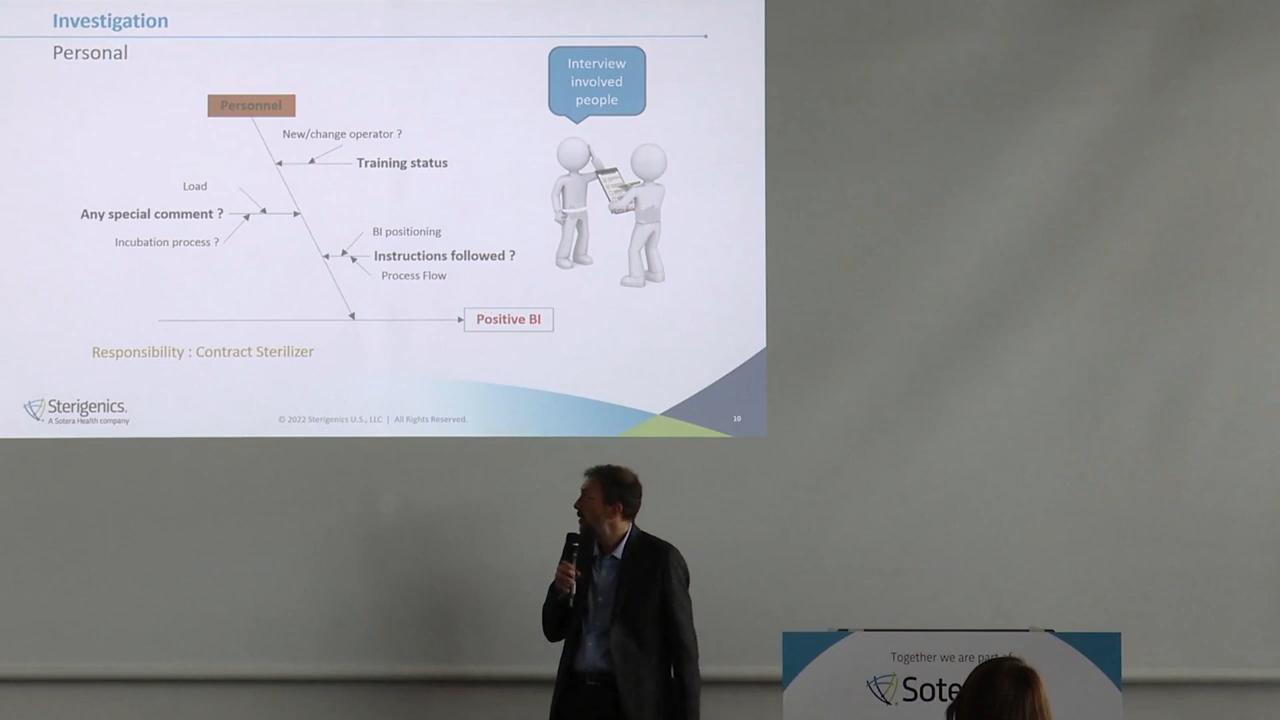 Investigation
Personal
Interview
involved
people
Personnel
New/change operator ?
Training status
Load
Any special comment ?
Incubation process ?
BI positioning
Instructions followed ?
Process Flow
Positive BI
Responsibility : Contract Sterilizer
Sterigenics.
A Sotera Health company
© 2022 Sterigenics U.S., LLC | All Rights Reserved.
10
Together we are part of
Sote